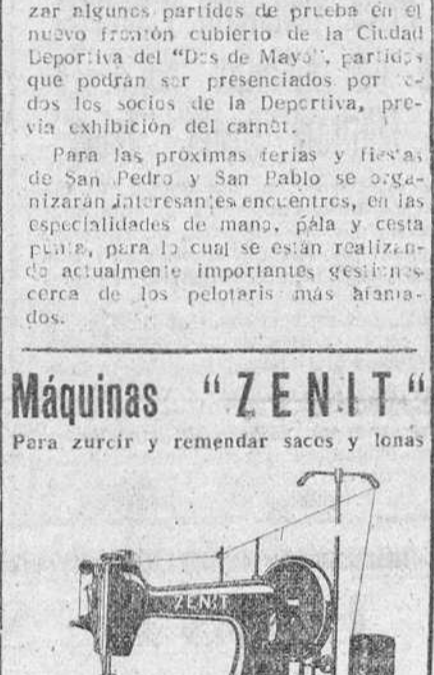 zar algunos partidos de prueba en el
nuevo frontón cubierto de la Ciudad
Deportiva del "Dos de Mayo", partidos
que podrán ser presenciados por to-
dos los socios de la Deportiva, pre-
via exhibición del carnet.
Para las próximas ferias y fiestas
de San Pedro y San Pablo se orga-
nizarán interesantes encuentros, en las
especialidades de mano, pala y cesta
punta, para lo cual se están realizan-
do actualmente importantes gestiones
cerca de los pelotaris más afama-
dos.
Máquinas "ZENIT"
Para zurcir y remendar sacos y lonas
ZENIT